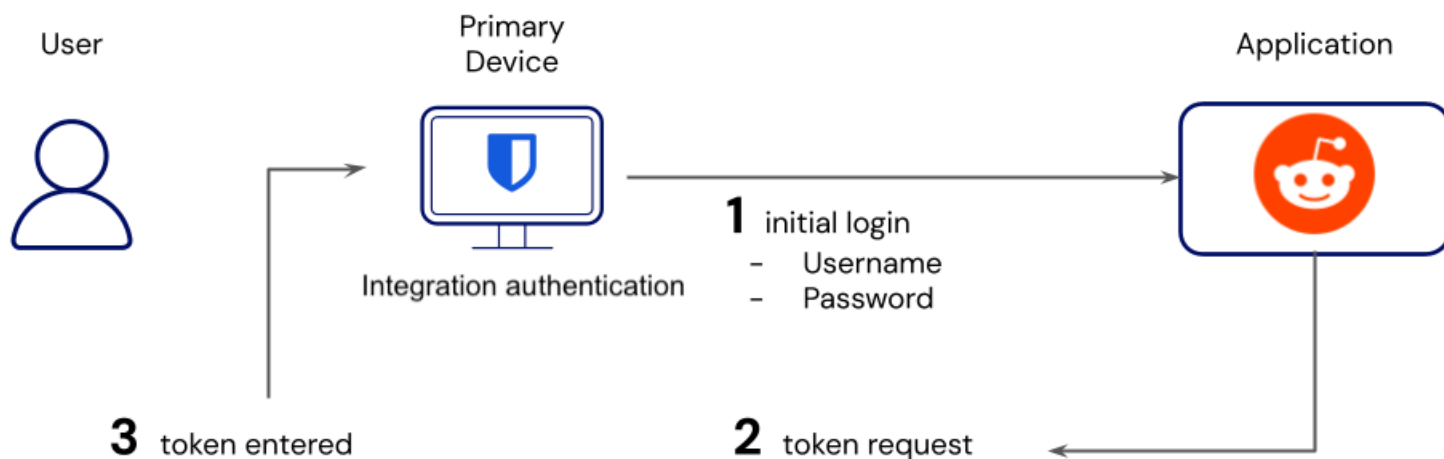 User
Primary
Device
Application
Integration authentication
1 initial login
- Username
- Password
3 token entered
2 token request